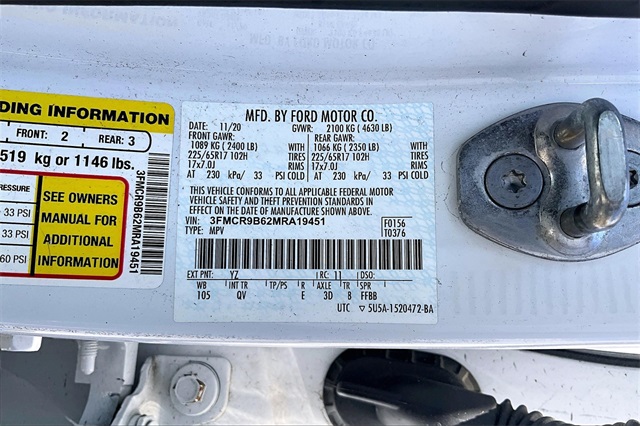 DING INFORMATION
FRONT: 2 REAR: 3
519 kg or 1146 lbs.
PRESSURE
33 PSI
33 PSI
60 PSI
SEE OWNERS
MANUAL FOR
ADDITIONAL
INFORMATION
3FMCR9B62MRA19451
MFD. BY FORD MOTOR CO.
DATE: 11/20 GVWR: 2100 KG ( 4630 LB)
FRONT GAWR: REAR GAWR:
1089 KG ( 2400 LB) WITH 1066 KG ( 2350 LB) WITH
225/65R17 102H TIRES 225/65R17 102H TIRES
17x7.0J RIMS 17x7.0J RIMS
AT 230 kPa/ 33 PSI COLD AT 230 kPa/ 33 PSI COLD
THIS VEHICLE CONFORMS TO ALL APPLICABLE FEDERAL MOTOR
VEHICLE SAFETY AND THEFT PREVENTION STANDARDS IN EFFECT
ON THE DATE OF MANUFACTURE SHOWN ABOVE.
VIN: 3FMCR9B62MRA19451 F0156
TYPE: MPV T0376
EXT PNT: YZ RC: 11 DSO:
WB INT TR TP/PS R AXLE TR SPR
105 QV E 3D 8 FFBB
UTC ▽ 5U5A-1520472-BA